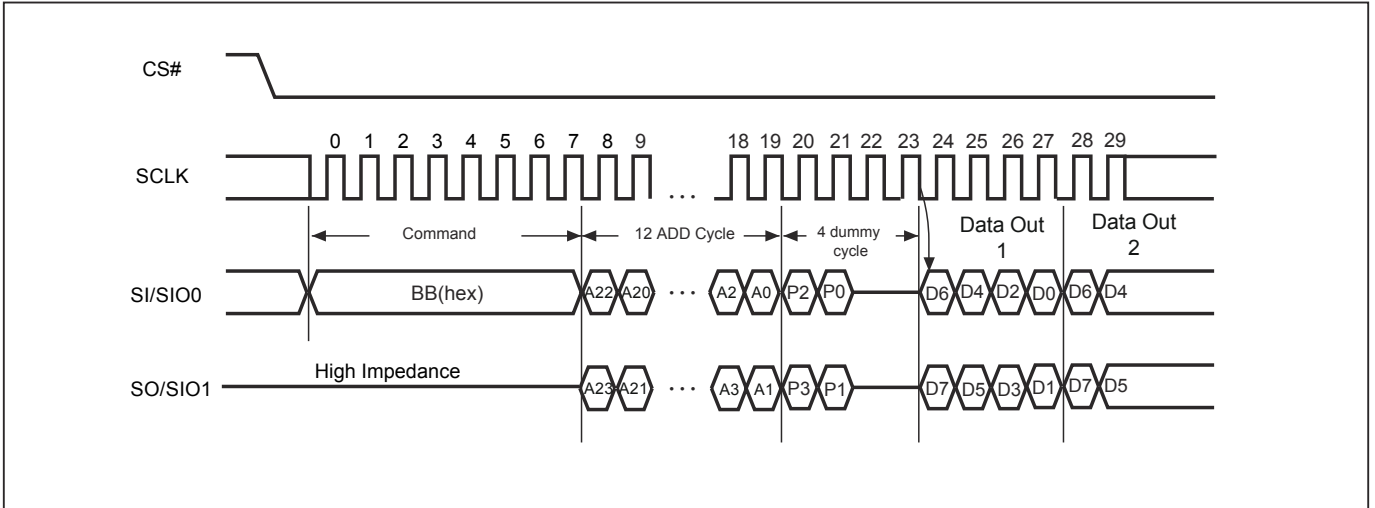 CS#
0 1 2 3 4 5 6 7 8 9 18 19 20 21 22 23 24 25 26 27 28 29
SCLK
...
Command
12 ADD Cycle
4 dummy
cycle
Data Out
1
Data Out
2
SI/SIO0
BB(hex)
A22 A20 ... A2 A0 P2 P0 D6 D4 D2 D0 D6 D4
High Impedance
SO/SIO1
A23 A21 ... A3 A1 P3 P1 D7 D5 D3 D1 D7 D5